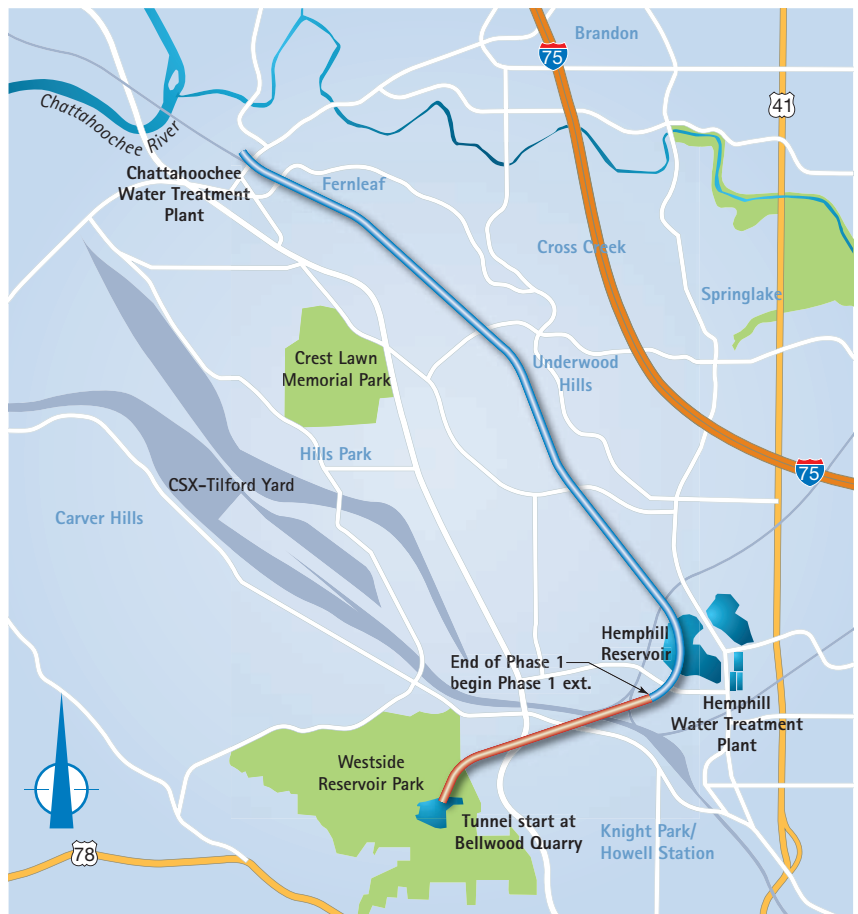 Brandon
75
41
Chattahoochee River
Chattahoochee
Water Treatment
Plant
Fernleaf
Cross Creek
Springlake
Crest Lawn
Memorial Park
Underwood
Hills
Hills Park
75
CSX–Tilford Yard
Carver Hills
Hemphill
Reservoir
End of Phase 1
begin Phase 1 ext.
Hemphill
Water Treatment
Plant
Westside
Reservoir Park
Tunnel start at
Bellwood Quarry
Knight Park/
Howell Station
78